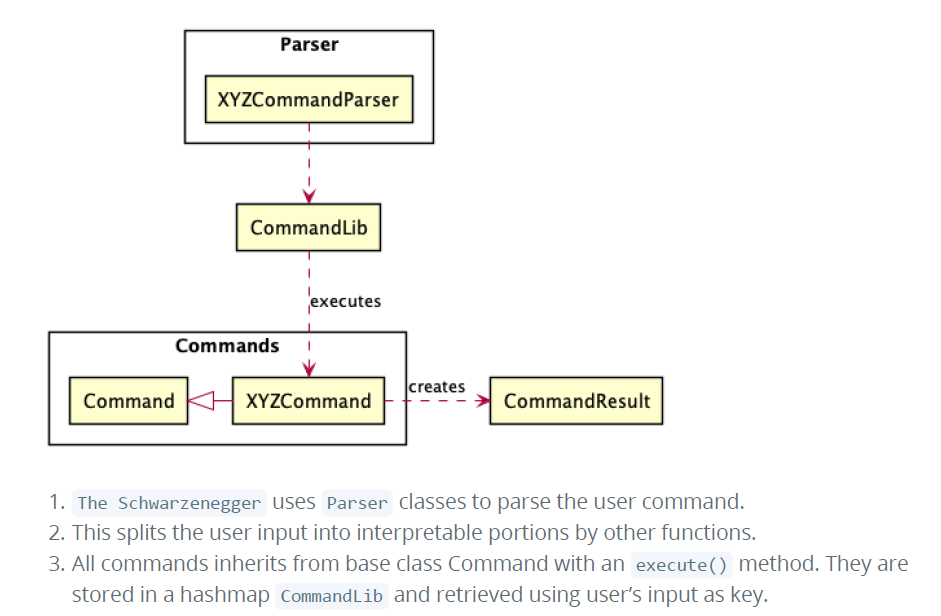 Parser
XYZCommandParser
CommandLib
executes
Commands
Command
XYZCommand
creates
CommandResult
1. The Schwarzenegger uses Parser classes to parse the user command.
2. This splits the user input into interpretable portions by other functions.
3. All commands inherits from base class Command with an execute() method. They are
stored in a hashmap CommandLib and retrieved using user’s input as key.